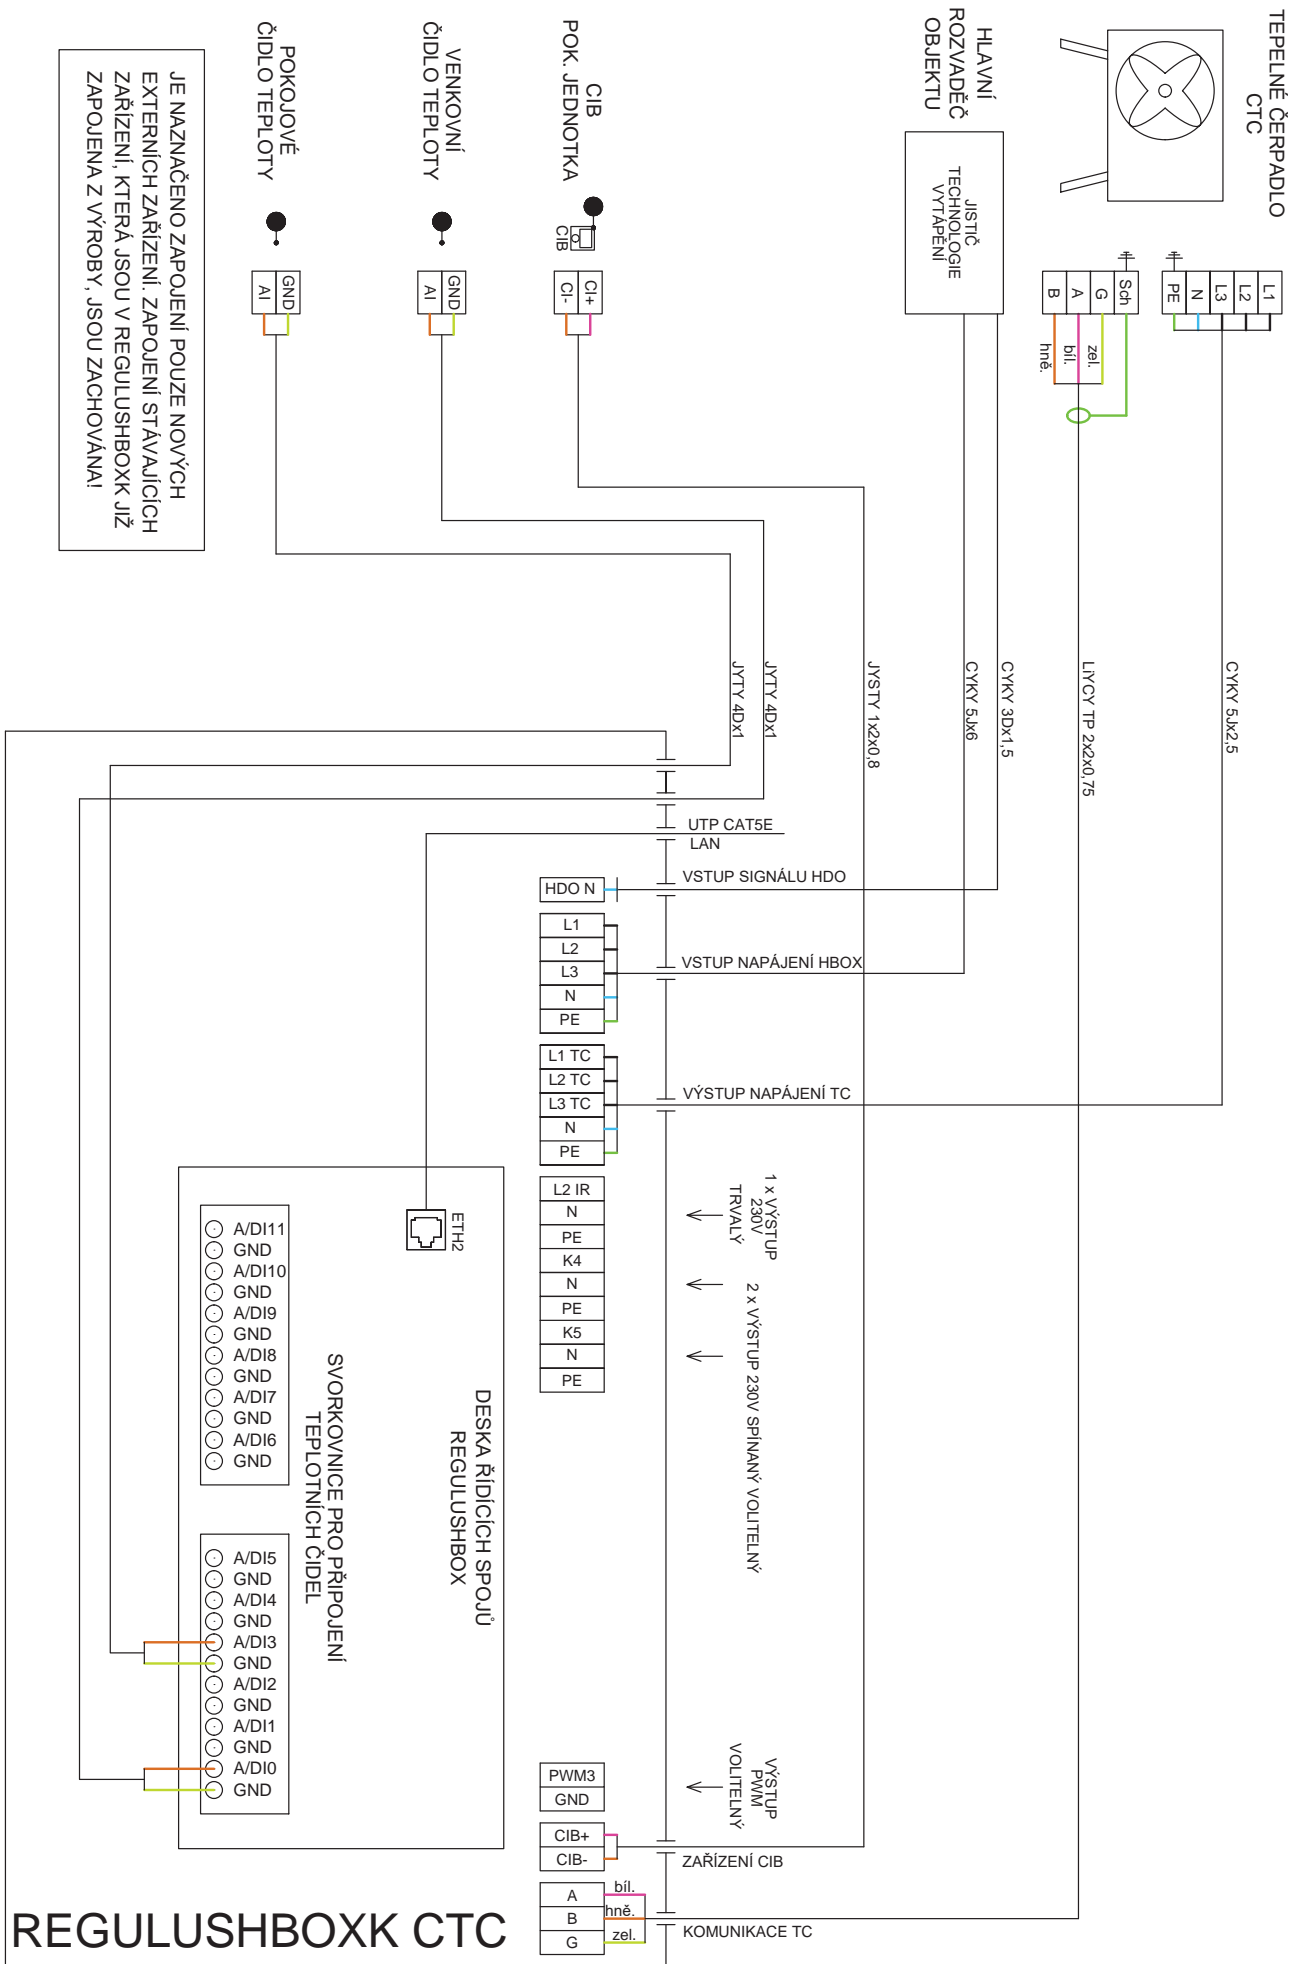 TEPELNÉ ČERPADLO
CTC
L1
L2
L3
N
PE
Sch
G
A
B
zel.
bíl.
hně.
HLAVNÍ
ROZVADĚČ
OBJEKTU
JISTIČ
TECHNOLOGIE
VYTÁPĚNÍ
CIB
POK. JEDNOTKA
CIB
CI+
CI-
VENKOVNÍ
ČIDLO TEPLOTY
GND
AI
POKOJOVÉ
ČIDLO TEPLOTY
GND
AI
JE NAZNAČENO ZAPOJENÍ POUZE NOVÝCH
EXTERNÍCH ZAŘÍZENÍ. ZAPOJENÍ STÁVAJÍCÍCH
ZAŘÍZENÍ, KTERÁ JSOU V REGULUSHBOXK JIŽ
ZAPOJENA Z VÝROBY, JSOU ZACHOVÁNA!
CYKY 5Jx2,5
LiYCY TP 2x2x0,75
CYKY 3Dx1,5
CYKY 5Jx6
JYSTY 1x2x0,8
JYTY 4Dx1
JYTY 4Dx1
UTP CAT5E
LAN
VSTUP SIGNÁLU HDO
HDO N
L1
L2
L3
N
PE
VSTUP NAPÁJENÍ HBOX
L1 TC
L2 TC
L3 TC
N
PE
VÝSTUP NAPÁJENÍ TC
L2 IR
N
PE
K4
N
PE
K5
N
PE
1 x VÝSTUP
230V
TRVALÝ
2 x VÝSTUP 230V SPÍNANÝ VOLITELNÝ
ETH2
DESKA ŘÍDÍCÍCH SPOJŮ
REGULUSHBOX
SVORKOVNICE PRO PŘIPOJENÍ
TEPLOTNÍCH ČIDEL
A/DI11
GND
A/DI10
GND
A/DI9
GND
A/DI8
GND
A/DI7
GND
A/DI6
GND
A/DI5
GND
A/DI4
GND
A/DI3
GND
A/DI2
GND
A/DI1
GND
A/DI0
GND
PWM3
GND
VÝSTUP
PWM
VOLITELNÝ
CIB+
CIB-
ZAŘÍZENÍ CIB
A
B
G
bíl.
hně.
zel.
KOMUNIKACE TC
REGULUSHBOXK CTC